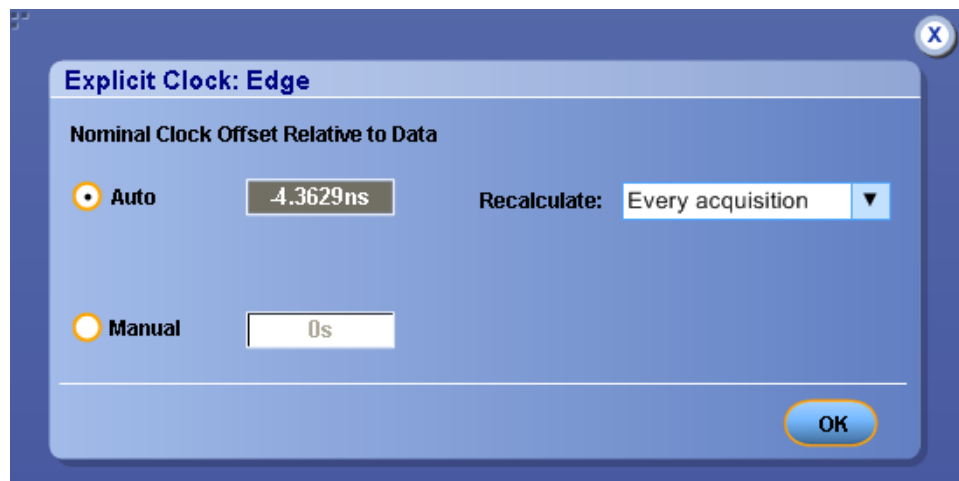 X
Explicit Clock: Edge
Nominal Clock Offset Relative to Data
Auto -4.3629ns Recalculate: Every acquisition
Manual 0s
OK